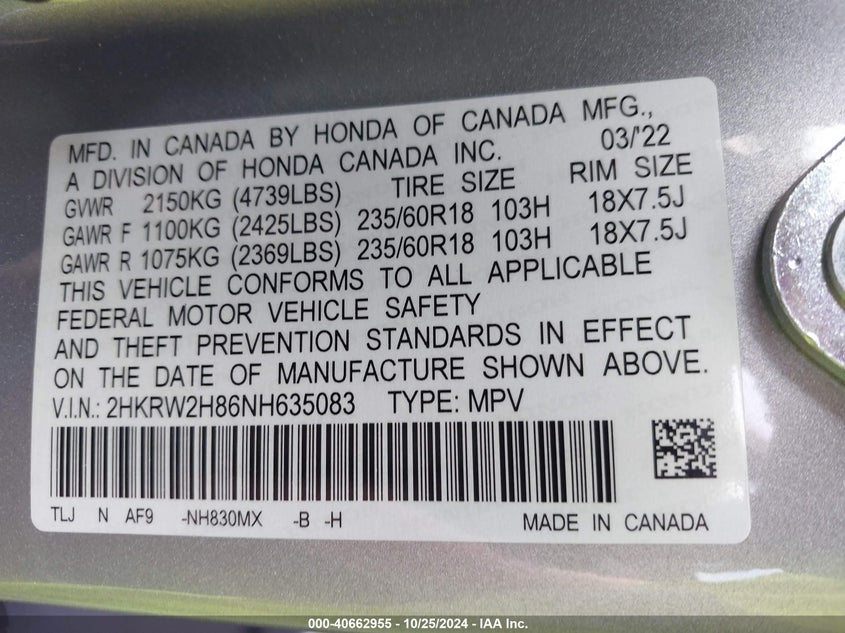 MFD. IN CANADA BY HONDA OF CANADA MFG.,
A DIVISION OF HONDA CANADA INC. 03/'22
GVWR 2150KG (4739LBS) TIRE SIZE RIM SIZE
GAWR F 1100KG (2425LBS) 235/60R18 103H 18X7.5J
GAWR R 1075KG (2369LBS) 235/60R18 103H 18X7.5J
THIS VEHICLE CONFORMS TO ALL APPLICABLE
FEDERAL MOTOR VEHICLE SAFETY
AND THEFT PREVENTION STANDARDS IN EFFECT
ON THE DATE OF MANUFACTURE SHOWN ABOVE.
V.I.N.: 2HKRW2H86NH635083 TYPE: MPV
TLJ N AF9 -NH830MX -B -H MADE IN CANADA
000-40662955 - 10/25/2024 - IAA Inc.